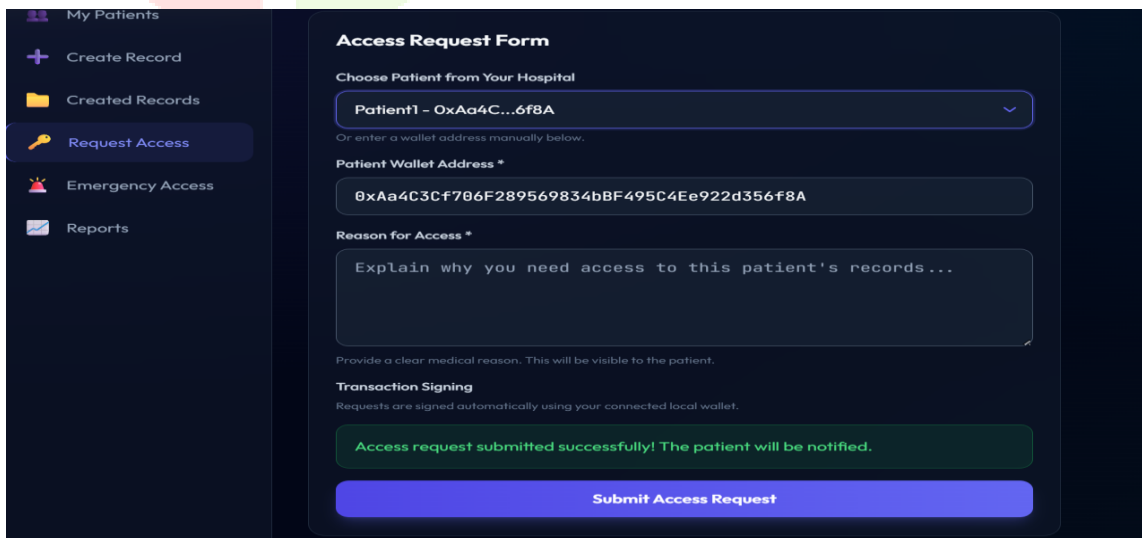 My Patients
Create Record
Created Records
Request Access
Emergency Access
Reports
Access Request Form
Choose Patient from Your Hospital
Patient1 - 0xAa4C...6f8A
Or enter a wallet address manually below.
Patient Wallet Address *
0xAa4C3Cf706F289569834bBF495C4Ee922d356f8A
Reason for Access *
Explain why you need access to this patient's records...
Provide a clear medical reason. This will be visible to the patient.
Transaction Signing
Requests are signed automatically using your connected local wallet.
Access request submitted successfully! The patient will be notified.
Submit Access Request